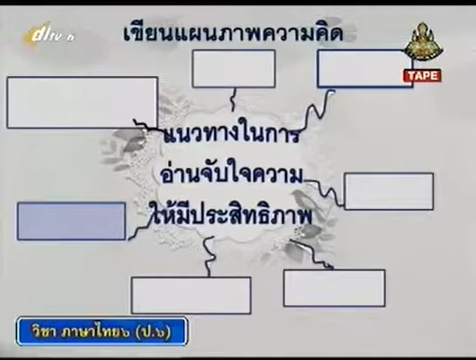 dltv ๓
เขียนแผนภาพความคิด
TAPE
แนวทางในการ
อ่านจับใจความ
ให้มีประสิทธิภาพ
วิชา ภาษาไทย๖ (ป.๖)